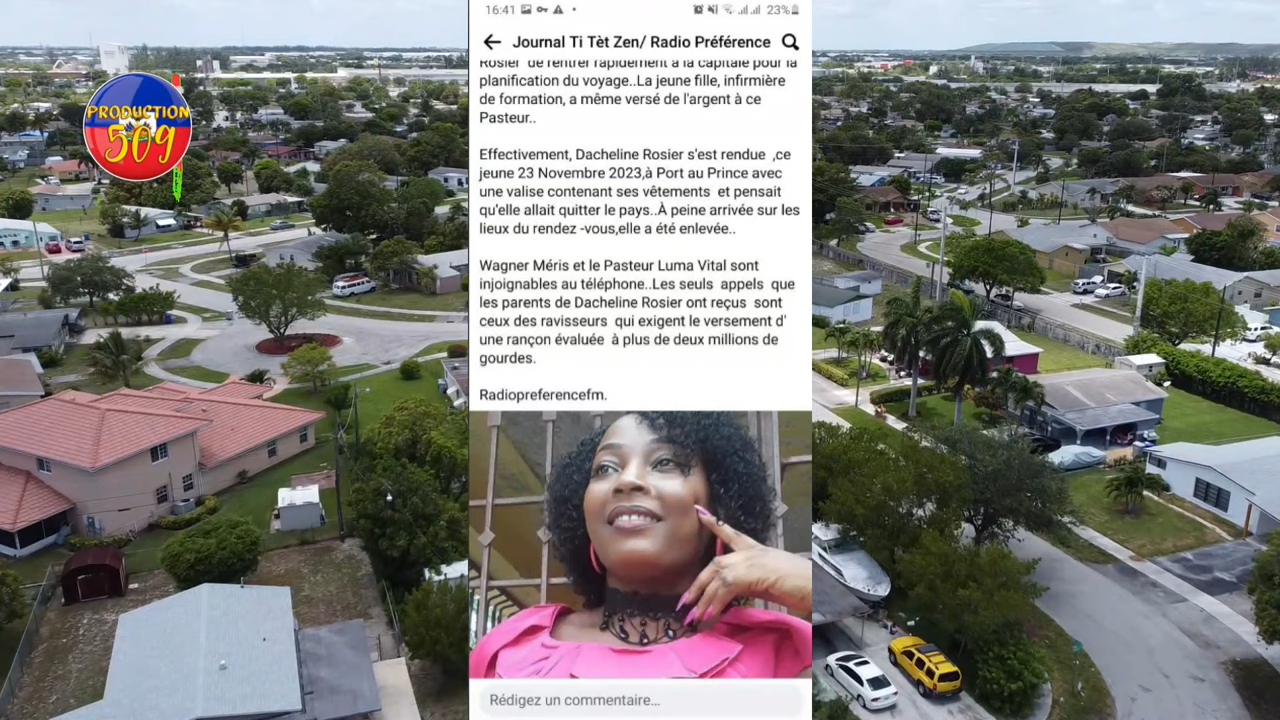 16:41
23%
Journal Ti Tèt Zen/ Radio Préférence
Rosier de rentrer rapidement à la capitale pour la
planification du voyage..La jeune fille, infirmière
de formation, a même versé de l'argent à ce
Pasteur..
Effectivement, Dacheline Rosier s'est rendue ,ce
jeune 23 Novembre 2023,à Port au Prince avec
une valise contenant ses vêtements et pensait
qu'elle allait quitter le pays..À peine arrivée sur les
lieux du rendez -vous,elle a été enlevée..
Wagner Méris et le Pasteur Luma Vital sont
injoignables au téléphone..Les seuls appels que
les parents de Dacheline Rosier ont reçus sont
ceux des ravisseurs qui exigent le versement d'
une rançon évaluée à plus de deux millions de
gourdes.
Radiopreferencefm.
Rédigez un commentaire...
PRODUCTION
509